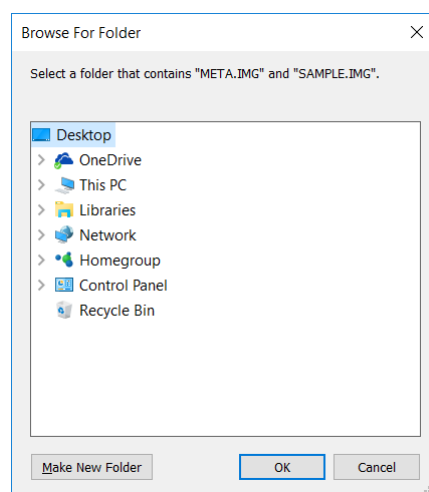 Browse For Folder
Select a folder that contains "META.IMG" and "SAMPLE.IMG".
Desktop
OneDrive
This PC
Libraries
Network
Homegroup
Control Panel
Recycle Bin
Make New Folder OK Cancel